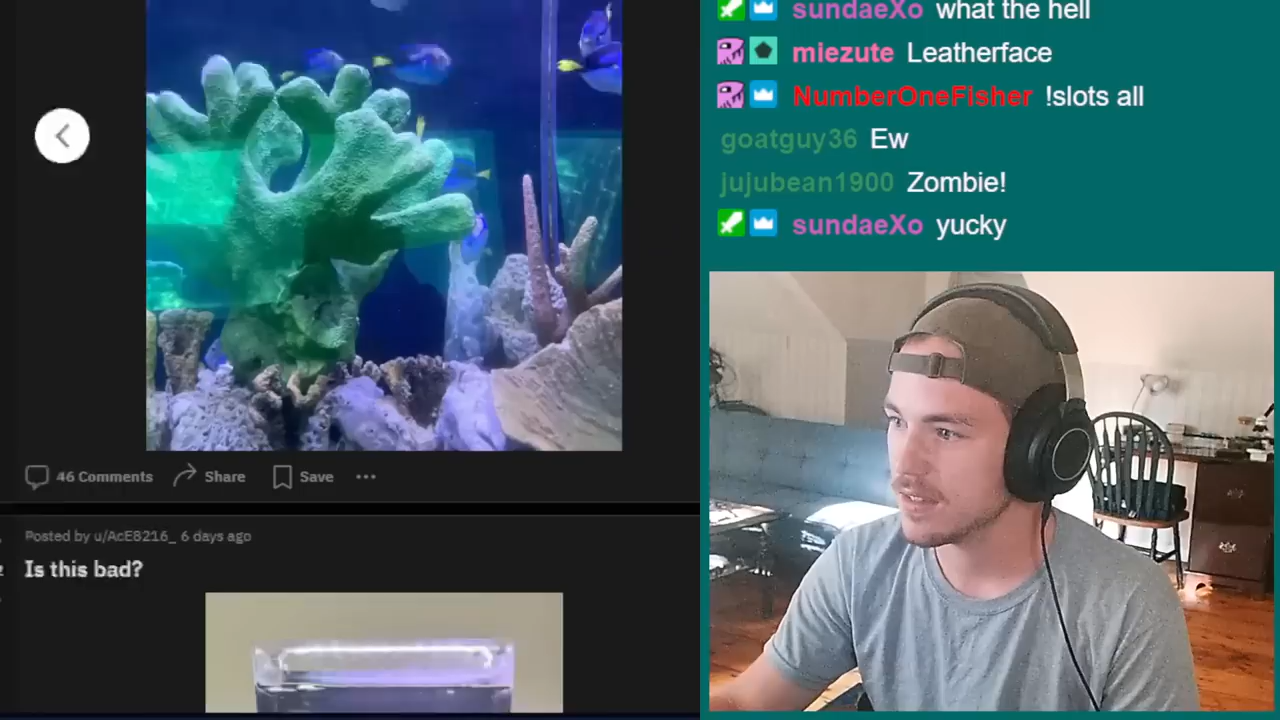 sundaeXo what the hell
miezute Leatherface
NumberOneFisher !slots all
goatguy36 Ew
jujubean1900 Zombie!
sundaeXo yucky
46 Comments Share Save
Posted by u/AcE8216_ 6 days ago
Is this bad?